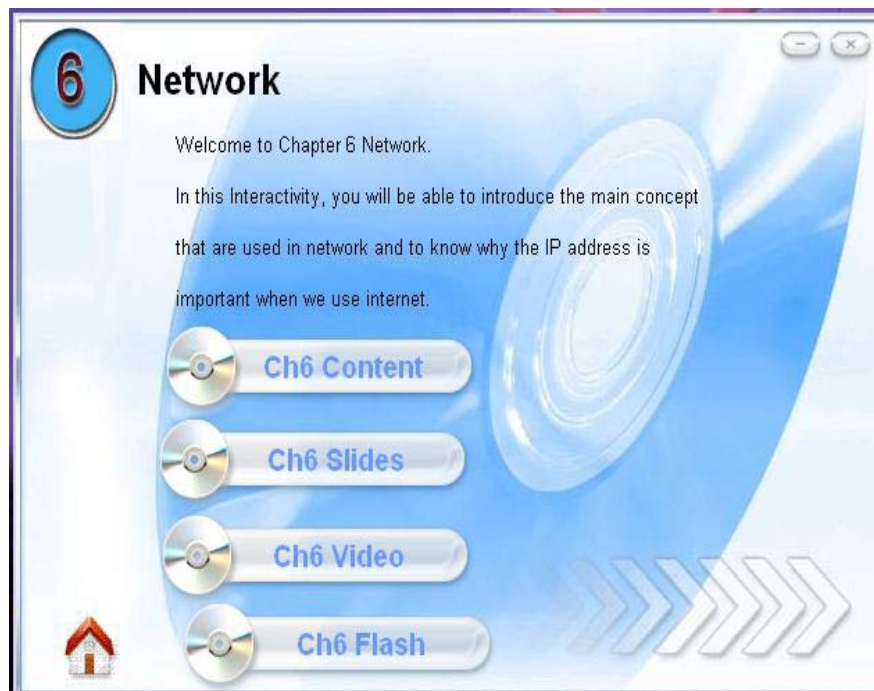 6
Network
Welcome to Chapter 6 Network.
In this Interactivity, you will be able to introduce the main concept
that are used in network and to know why the IP address is
important when we use internet.
Ch6 Content
Ch6 Slides
Ch6 Video
Ch6 Flash